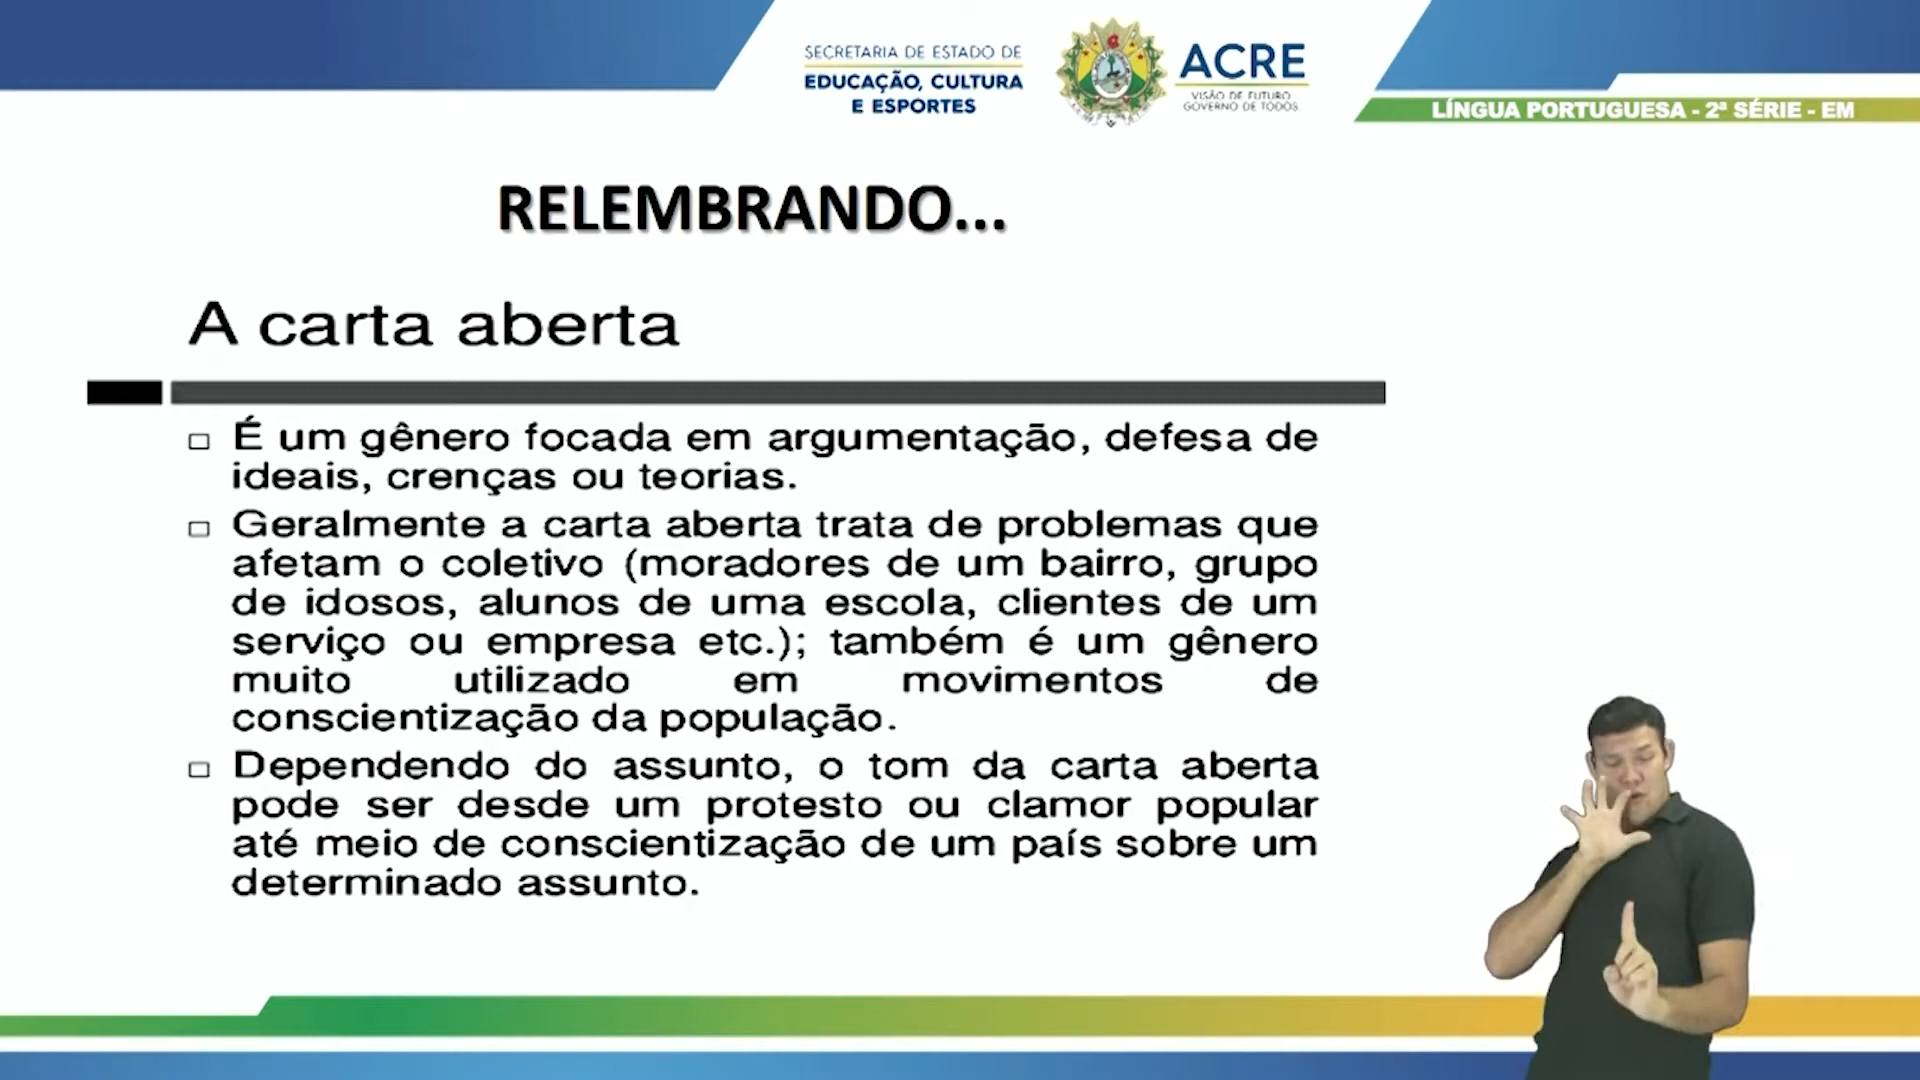 SECRETARIA DE ESTADO DE
EDUCAÇÃO, CULTURA
E ESPORTES
ACRE
VISÃO DE FUTURO
GOVERNO DE TODOS
LÍNGUA PORTUGUESA - 2ª SÉRIE - EM
RELEMBRANDO...
A carta aberta
É um gênero focada em argumentação, defesa de
ideais, crenças ou teorias.
Geralmente a carta aberta trata de problemas que
afetam o coletivo (moradores de um bairro, grupo
de idosos, alunos de uma escola, clientes de um
serviço ou empresa etc.); também é um gênero
muito utilizado em movimentos de
conscientização da população.
Dependendo do assunto, o tom da carta aberta
pode ser desde um protesto ou clamor popular
até meio de conscientização de um país sobre um
determinado assunto.